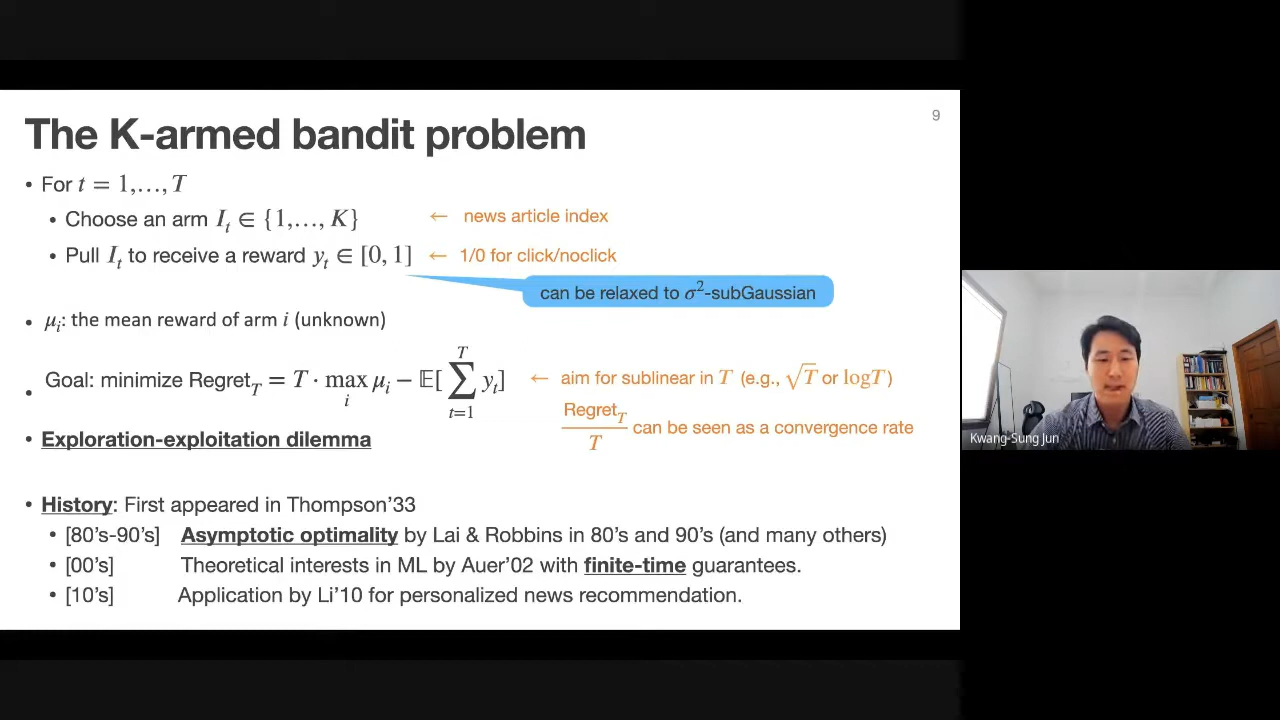 9
The K-armed bandit problem
• For t = 1,…, T
• Choose an arm I_t ∈ {1,…, K} ← news article index
• Pull I_t to receive a reward y_t ∈ [0, 1] ← 1/0 for click/noclick
can be relaxed to σ²-subGaussian
• μ_i: the mean reward of arm i (unknown)
• Goal: minimize Regret_T = T · max_i μ_i − 𝔼[ ∑_{t=1}^{T} y_t ] ← aim for sublinear in T (e.g., √T or log T)
Regret_T / T can be seen as a convergence rate
• Exploration-exploitation dilemma
• History: First appeared in Thompson’33
• [80’s-90’s] Asymptotic optimality by Lai & Robbins in 80’s and 90’s (and many others)
• [00’s] Theoretical interests in ML by Auer’02 with finite-time guarantees.
• [10’s] Application by Li’10 for personalized news recommendation.
Kwang-Sung Jun